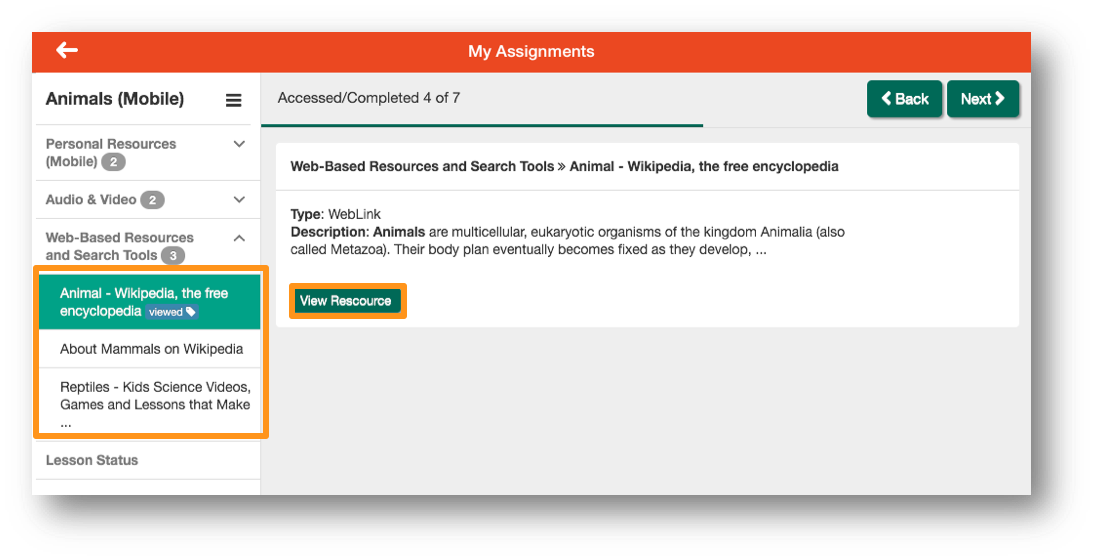 My Assignments
Animals (Mobile)
Accessed/Completed 4 of 7
Back
Next
Personal Resources
(Mobile) 2
Audio & Video 2
Web-Based Resources
and Search Tools 3
Animal - Wikipedia, the free
encyclopedia viewed
About Mammals on Wikipedia
Reptiles - Kids Science Videos,
Games and Lessons that Make
...
Lesson Status
Web-Based Resources and Search Tools » Animal - Wikipedia, the free encyclopedia
Type: WebLink
Description: Animals are multicellular, eukaryotic organisms of the kingdom Animalia (also
called Metazoa). Their body plan eventually becomes fixed as they develop, ...
View Rescource